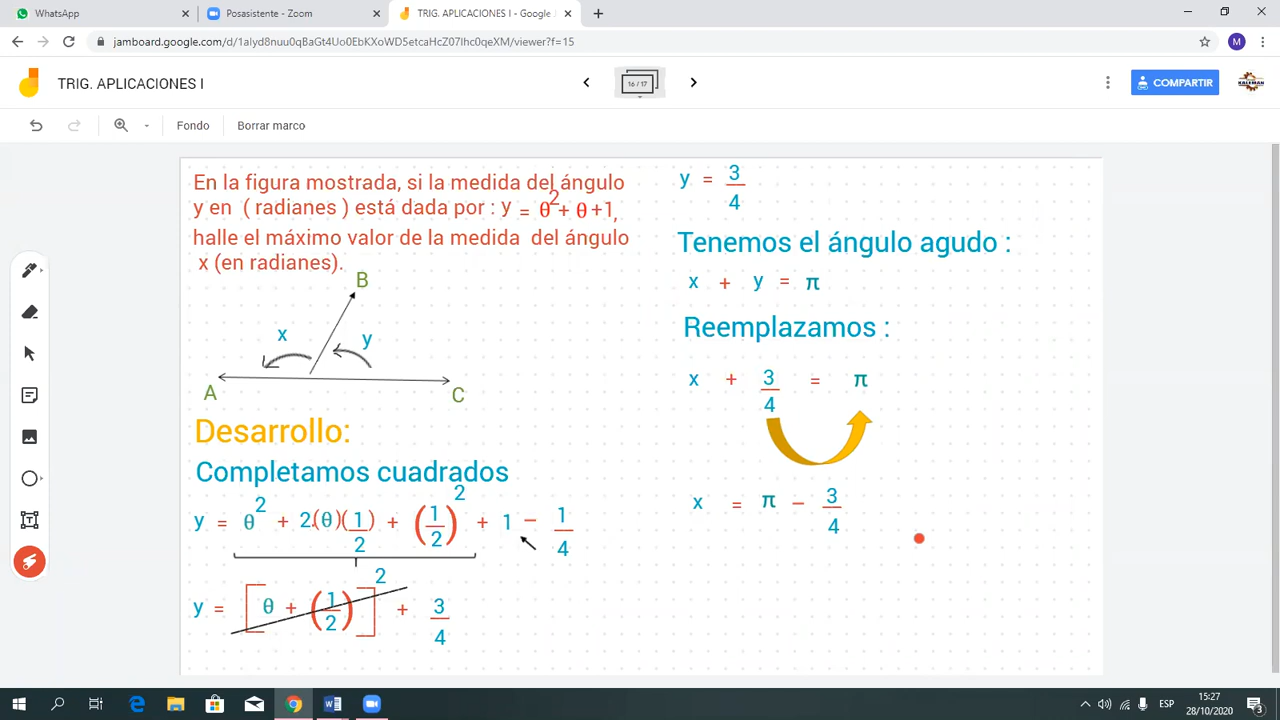 WhatsApp
Posasistente - Zoom
TRIG. APLICACIONES I - Google J
jamboard.google.com/d/1alyd8nuu0qBaGt4Uo0EbKXoWD5etcaHcZ07Ihc0qeXM/viewer?f=15
M
TRIG. APLICACIONES I
16 / 17
COMPARTIR
Fondo
Borrar marco
En la figura mostrada, si la medida del ángulo
y en ( radianes ) está dada por : y = θ² + θ +1,
halle el máximo valor de la medida del ángulo
x (en radianes).
B
x
y
A
C
Desarrollo:
Completamos cuadrados
y = θ² + 2.(θ)(1/2) + (1/2)² + 1 − 1/4
y = [θ + (1/2)]² + 3/4
y = 3/4
Tenemos el ángulo agudo :
x + y = π
Reemplazamos :
x + 3/4 = π
x = π − 3/4
ESP
15:27
28/10/2020
3